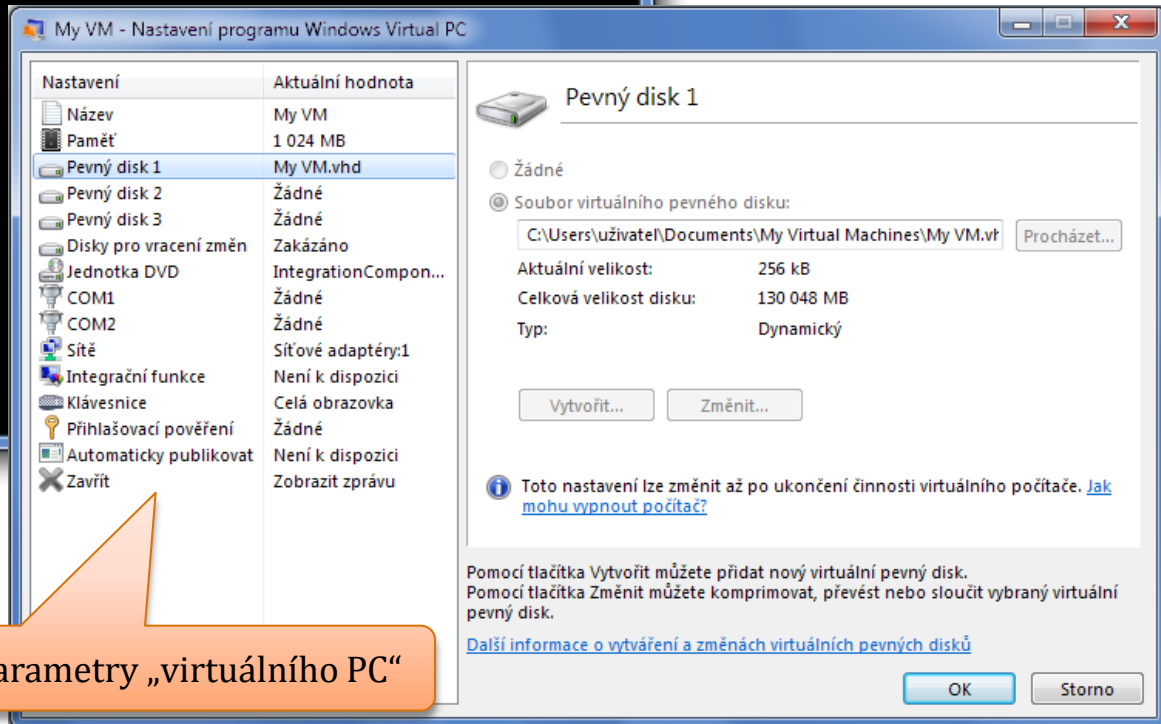 My VM - Nastavení programu Windows Virtual PC
Nastavení Aktuální hodnota
Název My VM
Paměť 1 024 MB
Pevný disk 1 My VM.vhd
Pevný disk 2 Žádné
Pevný disk 3 Žádné
Disky pro vracení změn Zakázáno
Jednotka DVD IntegrationCompon...
COM1 Žádné
COM2 Žádné
Sítě Síťové adaptéry:1
Integrační funkce Není k dispozici
Klávesnice Celá obrazovka
Přihlašovací pověření Žádné
Automaticky publikovat Není k dispozici
Zavřít Zobrazit zprávu
Pevný disk 1
Žádné
Soubor virtuálního pevného disku:
C:\Users\uživatel\Documents\My Virtual Machines\My VM.vh Procházet...
Aktuální velikost: 256 kB
Celková velikost disku: 130 048 MB
Typ: Dynamický
Vytvořit... Změnit...
Toto nastavení lze změnit až po ukončení činnosti virtuálního počítače. Jak
mohu vypnout počítač?
Pomocí tlačítka Vytvořit můžete přidat nový virtuální pevný disk.
Pomocí tlačítka Změnit můžete komprimovat, převést nebo sloučit vybraný virtuální
pevný disk.
Další informace o vytváření a změnách virtuálních pevných disků
OK Storno
arametry „virtuálního PC“